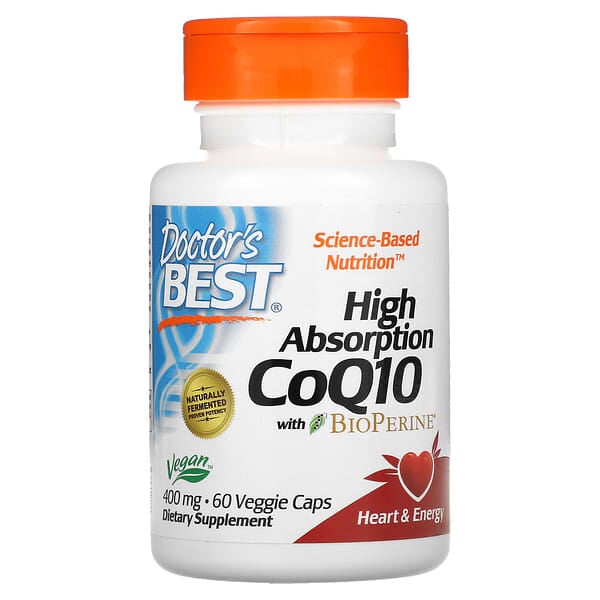 Doctor's
BEST®
Science-Based
Nutrition™
High
Absorption
CoQ10
with BIOPERINE®
NATURALLY
FERMENTED
PROVEN POTENCY
Vegan™
400 mg • 60 Veggie Caps
Dietary Supplement
Heart & Energy